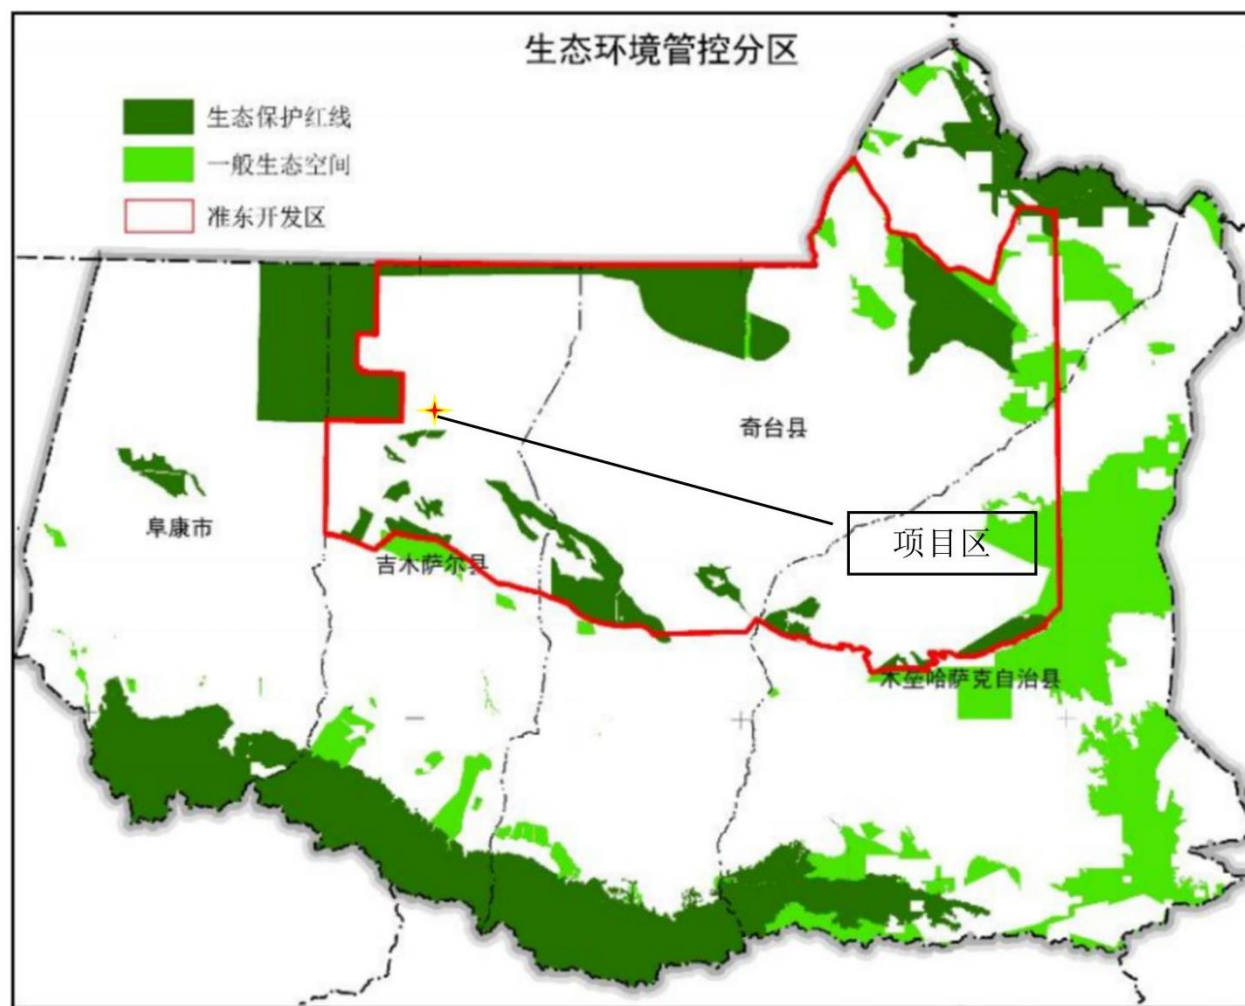 生态环境管控分区
生态保护红线
一般生态空间
准东开发区
奇台县
阜康市
项目区
吉木萨尔县
木垒哈萨克自治县